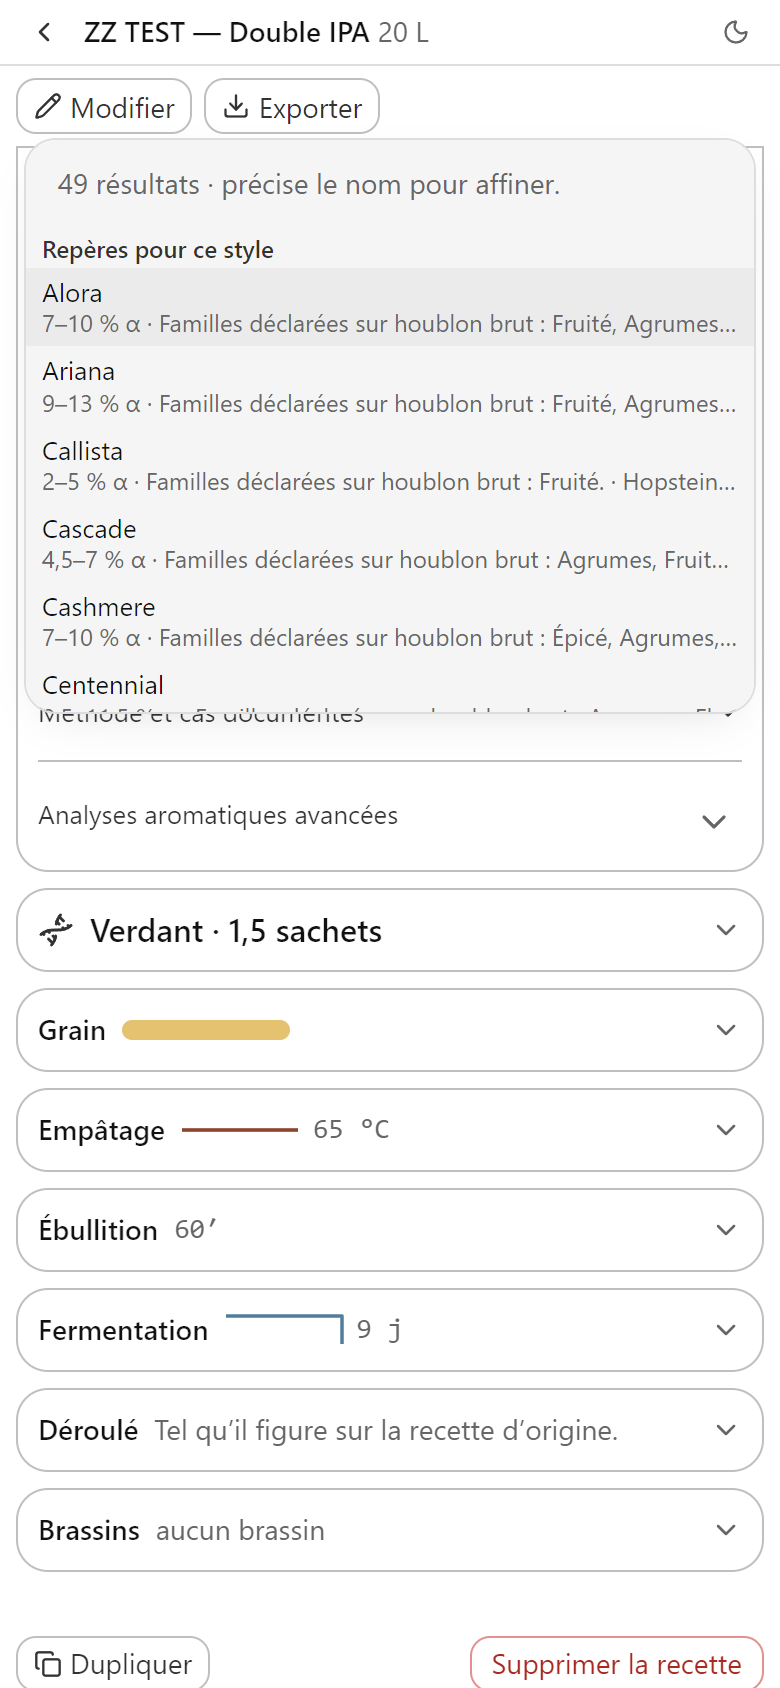 ZZ TEST — Double IPA 20 L
Modifier
Exporter
49 résultats · précise le nom pour affiner.
Repères pour ce style
Alora
7–10 % α · Familles déclarées sur houblon brut : Fruité, Agrumes…
Ariana
9–13 % α · Familles déclarées sur houblon brut : Fruité, Agrumes…
Callista
2–5 % α · Familles déclarées sur houblon brut : Fruité. · Hopstein…
Cascade
4,5–7 % α · Familles déclarées sur houblon brut : Agrumes, Fruit…
Cashmere
7–10 % α · Familles déclarées sur houblon brut : Épicé, Agrumes,…
Centennial
Méthode et cas documentés
Analyses aromatiques avancées
Verdant · 1,5 sachets
Grain
Empâtage 65 °C
Ébullition 60′
Fermentation 9 j
Déroulé Tel qu’il figure sur la recette d’origine.
Brassins aucun brassin
Dupliquer
Supprimer la recette